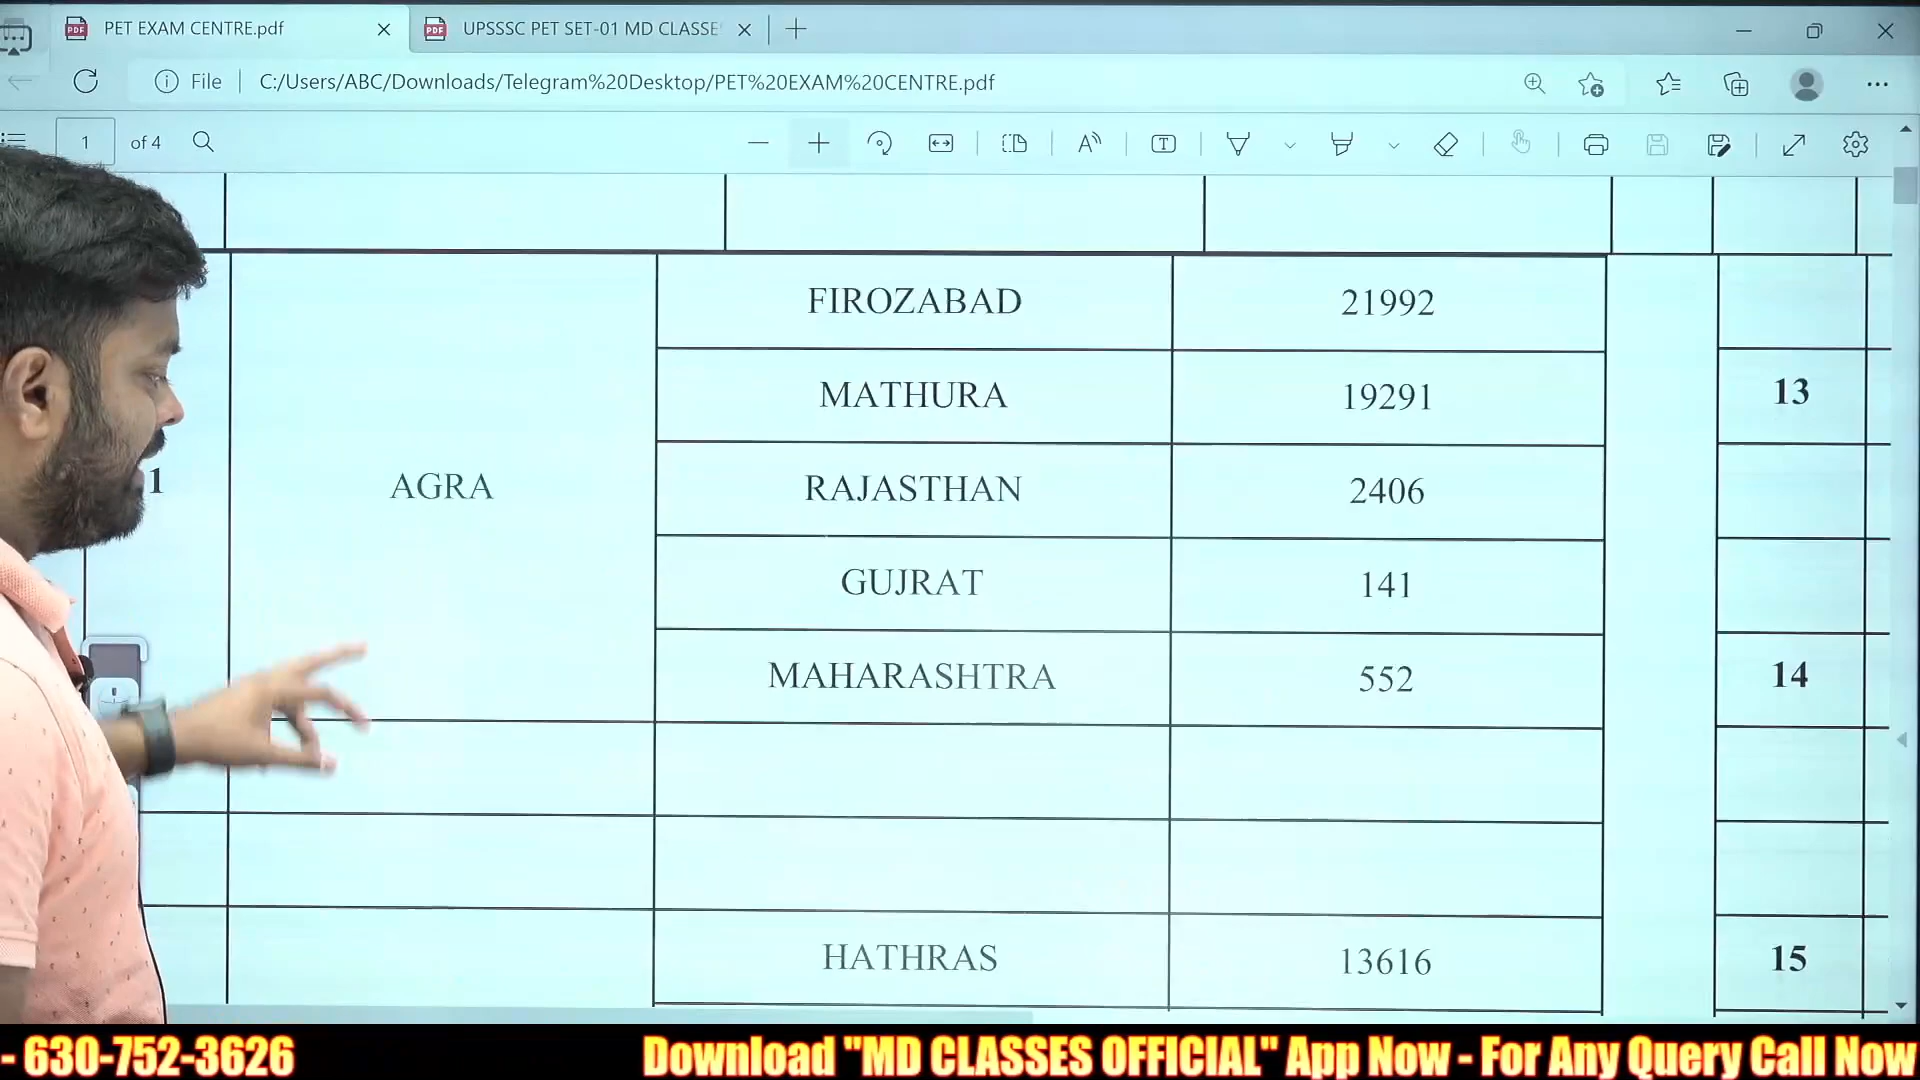 PET EXAM CENTRE.pdf
UPSSSC PET SET-01 MD CLASSE
File
C:/Users/ABC/Downloads/Telegram%20Desktop/PET%20EXAM%20CENTRE.pdf
1 of 4
FIROZABAD 21992
MATHURA 19291 13
1 AGRA RAJASTHAN 2406
GUJRAT 141
MAHARASHTRA 552 14
HATHRAS 13616 15
- 630-752-3626 Download "MD CLASSES OFFICIAL" App Now - For Any Query Call Now